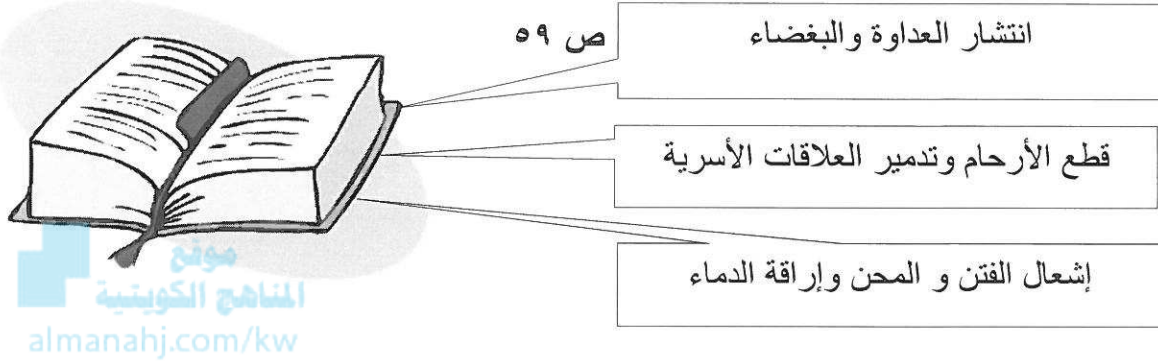 ص ٥٩
انتشار العداوة والبغضاء
قطع الأرحام وتدمير العلاقات الأسرية
إشعال الفتن و المحن وإراقة الدماء
موقع
المناهج الكويتية
almanahj.com/kw